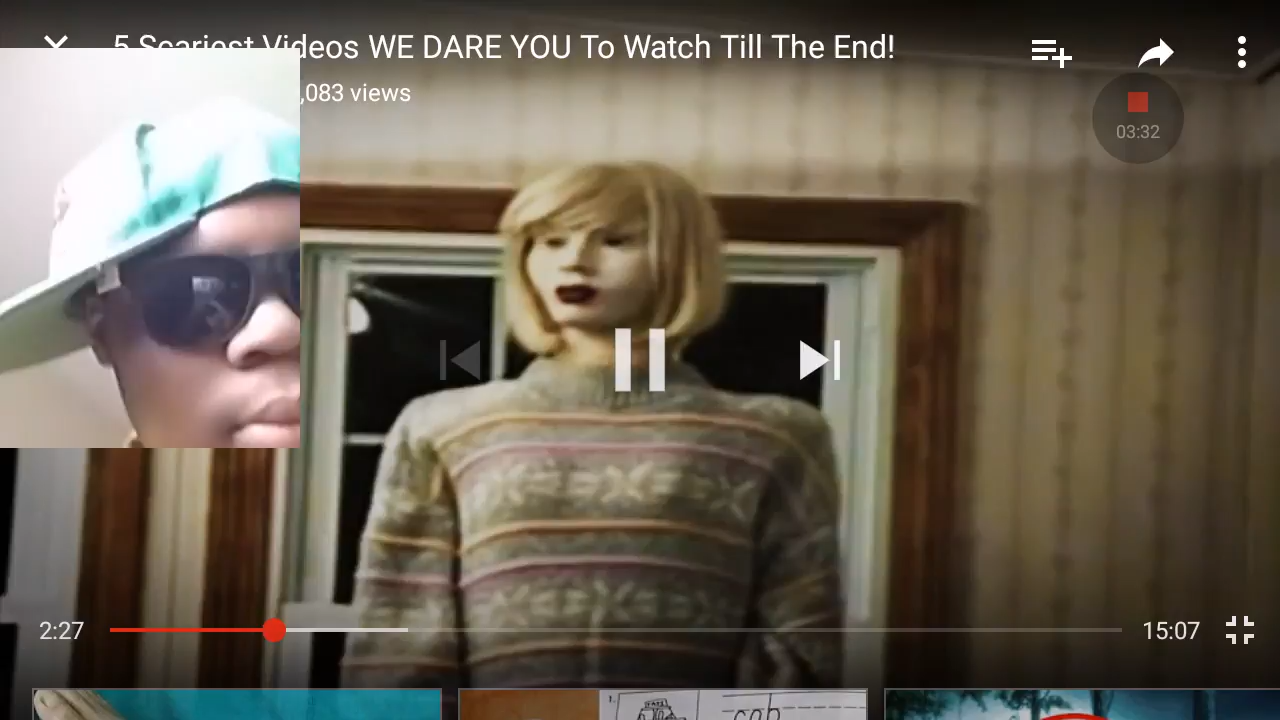 5 Scariest Videos WE DARE YOU To Watch Till The End!
,083 views
03:32
2:27
15:07
1.
cab